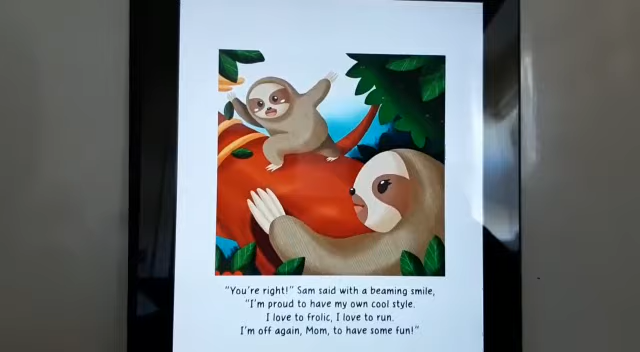 "You're right!" Sam said with a beaming smile,
"I'm proud to have my own cool style.
I love to frolic, I love to run.
I'm off again, Mom, to have some fun!"